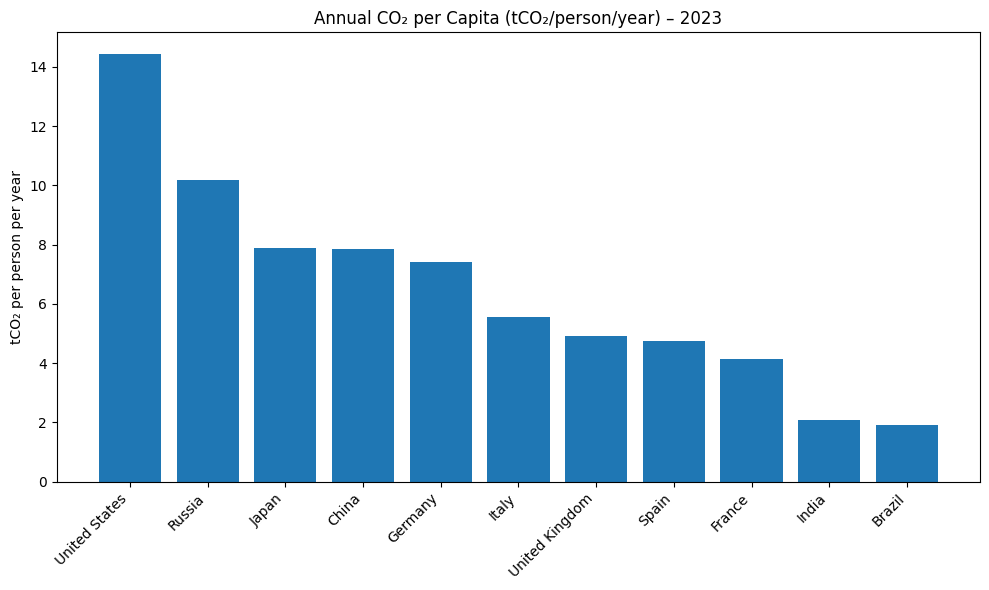 Annual CO₂ per Capita (tCO₂/person/year) – 2023
tCO₂ per person per year
14
12
10
8
6
4
2
0
United States
Russia
Japan
China
Germany
Italy
United Kingdom
Spain
France
India
Brazil